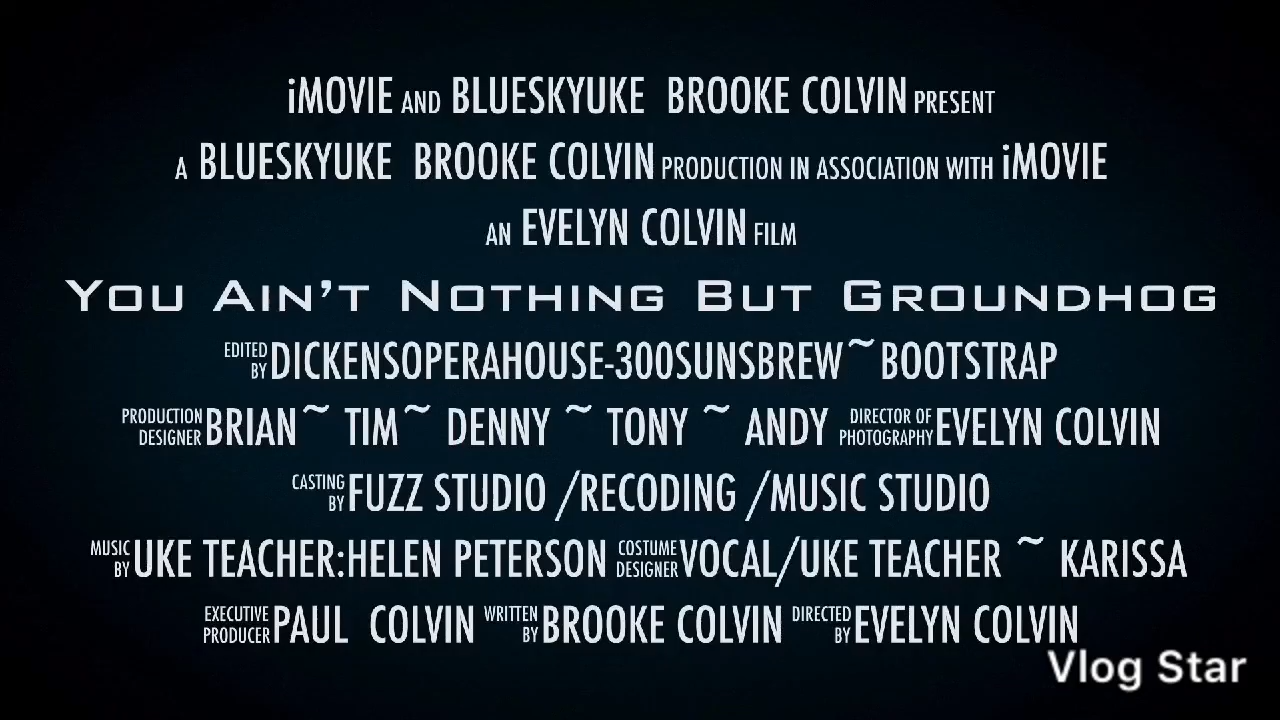 iMOVIE AND BLUESKYUKE BROOKE COLVIN PRESENT
A BLUESKYUKE BROOKE COLVIN PRODUCTION IN ASSOCIATION WITH iMOVIE
AN EVELYN COLVIN FILM
YOU AIN'T NOTHING BUT GROUNDHOG
EDITED BY DICKENSOPERAHOUSE-300SUNSBREW~BOOTSTRAP
PRODUCTION DESIGNER BRIAN~ TIM~ DENNY ~ TONY ~ ANDY DIRECTOR OF PHOTOGRAPHY EVELYN COLVIN
CASTING BY FUZZ STUDIO /RECODING /MUSIC STUDIO
MUSIC BY UKE TEACHER:HELEN PETERSON COSTUME DESIGNER VOCAL/UKE TEACHER ~ KARISSA
EXECUTIVE PRODUCER PAUL COLVIN WRITTEN BY BROOKE COLVIN DIRECTED BY EVELYN COLVIN
Vlog Star